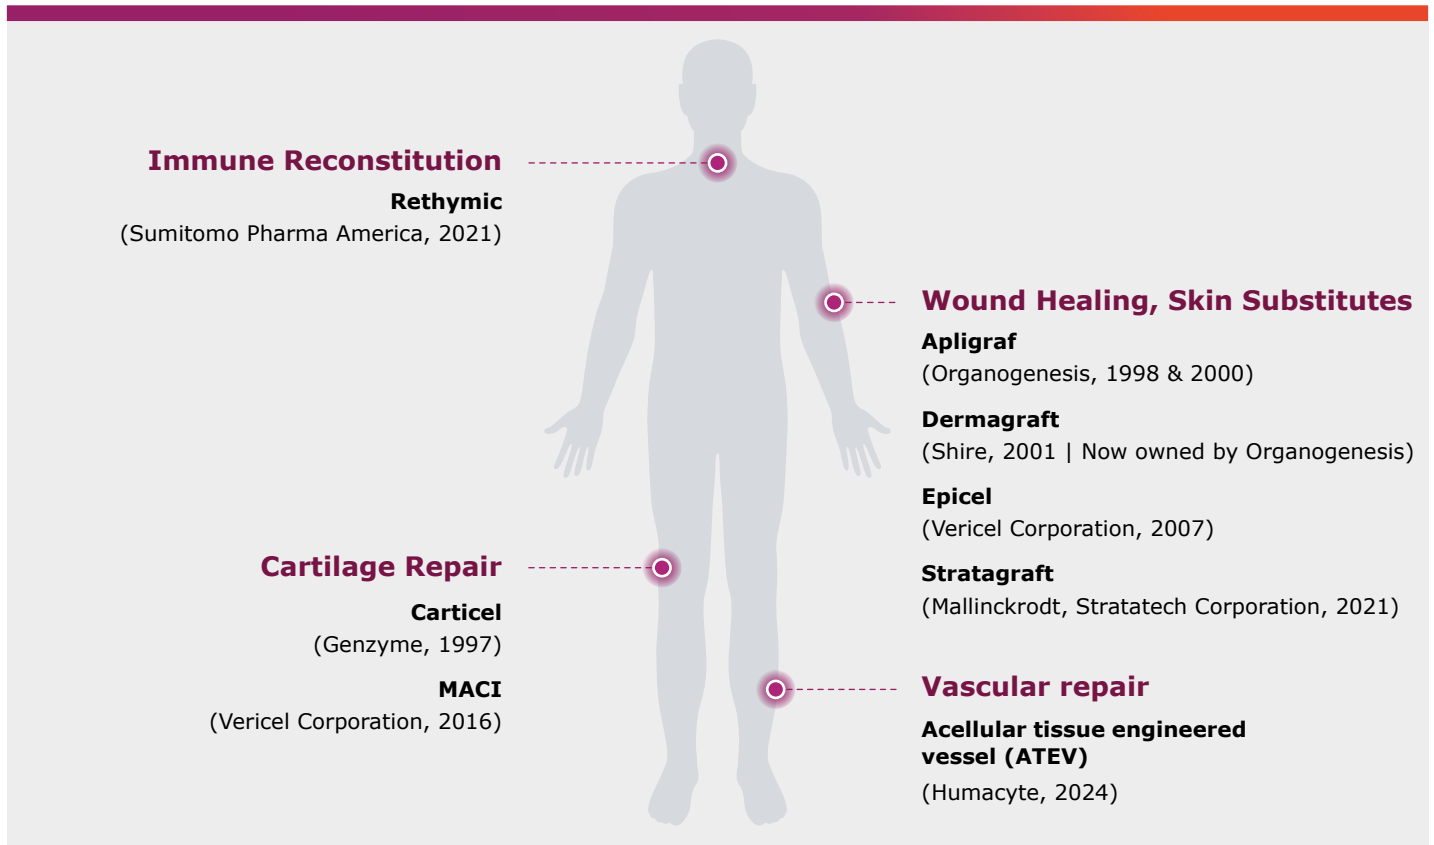 Immune Reconstitution
Rethymic
(Sumitomo Pharma America, 2021)
Wound Healing, Skin Substitutes
Apligraf
(Organogenesis, 1998 & 2000)
Dermagraft
(Shire, 2001 | Now owned by Organogenesis)
Epicel
(Vericel Corporation, 2007)
Stratagraft
(Mallinckrodt, Stratatech Corporation, 2021)
Cartilage Repair
Carticel
(Genzyme, 1997)
MACI
(Vericel Corporation, 2016)
Vascular repair
Acellular tissue engineered
vessel (ATEV)
(Humacyte, 2024)